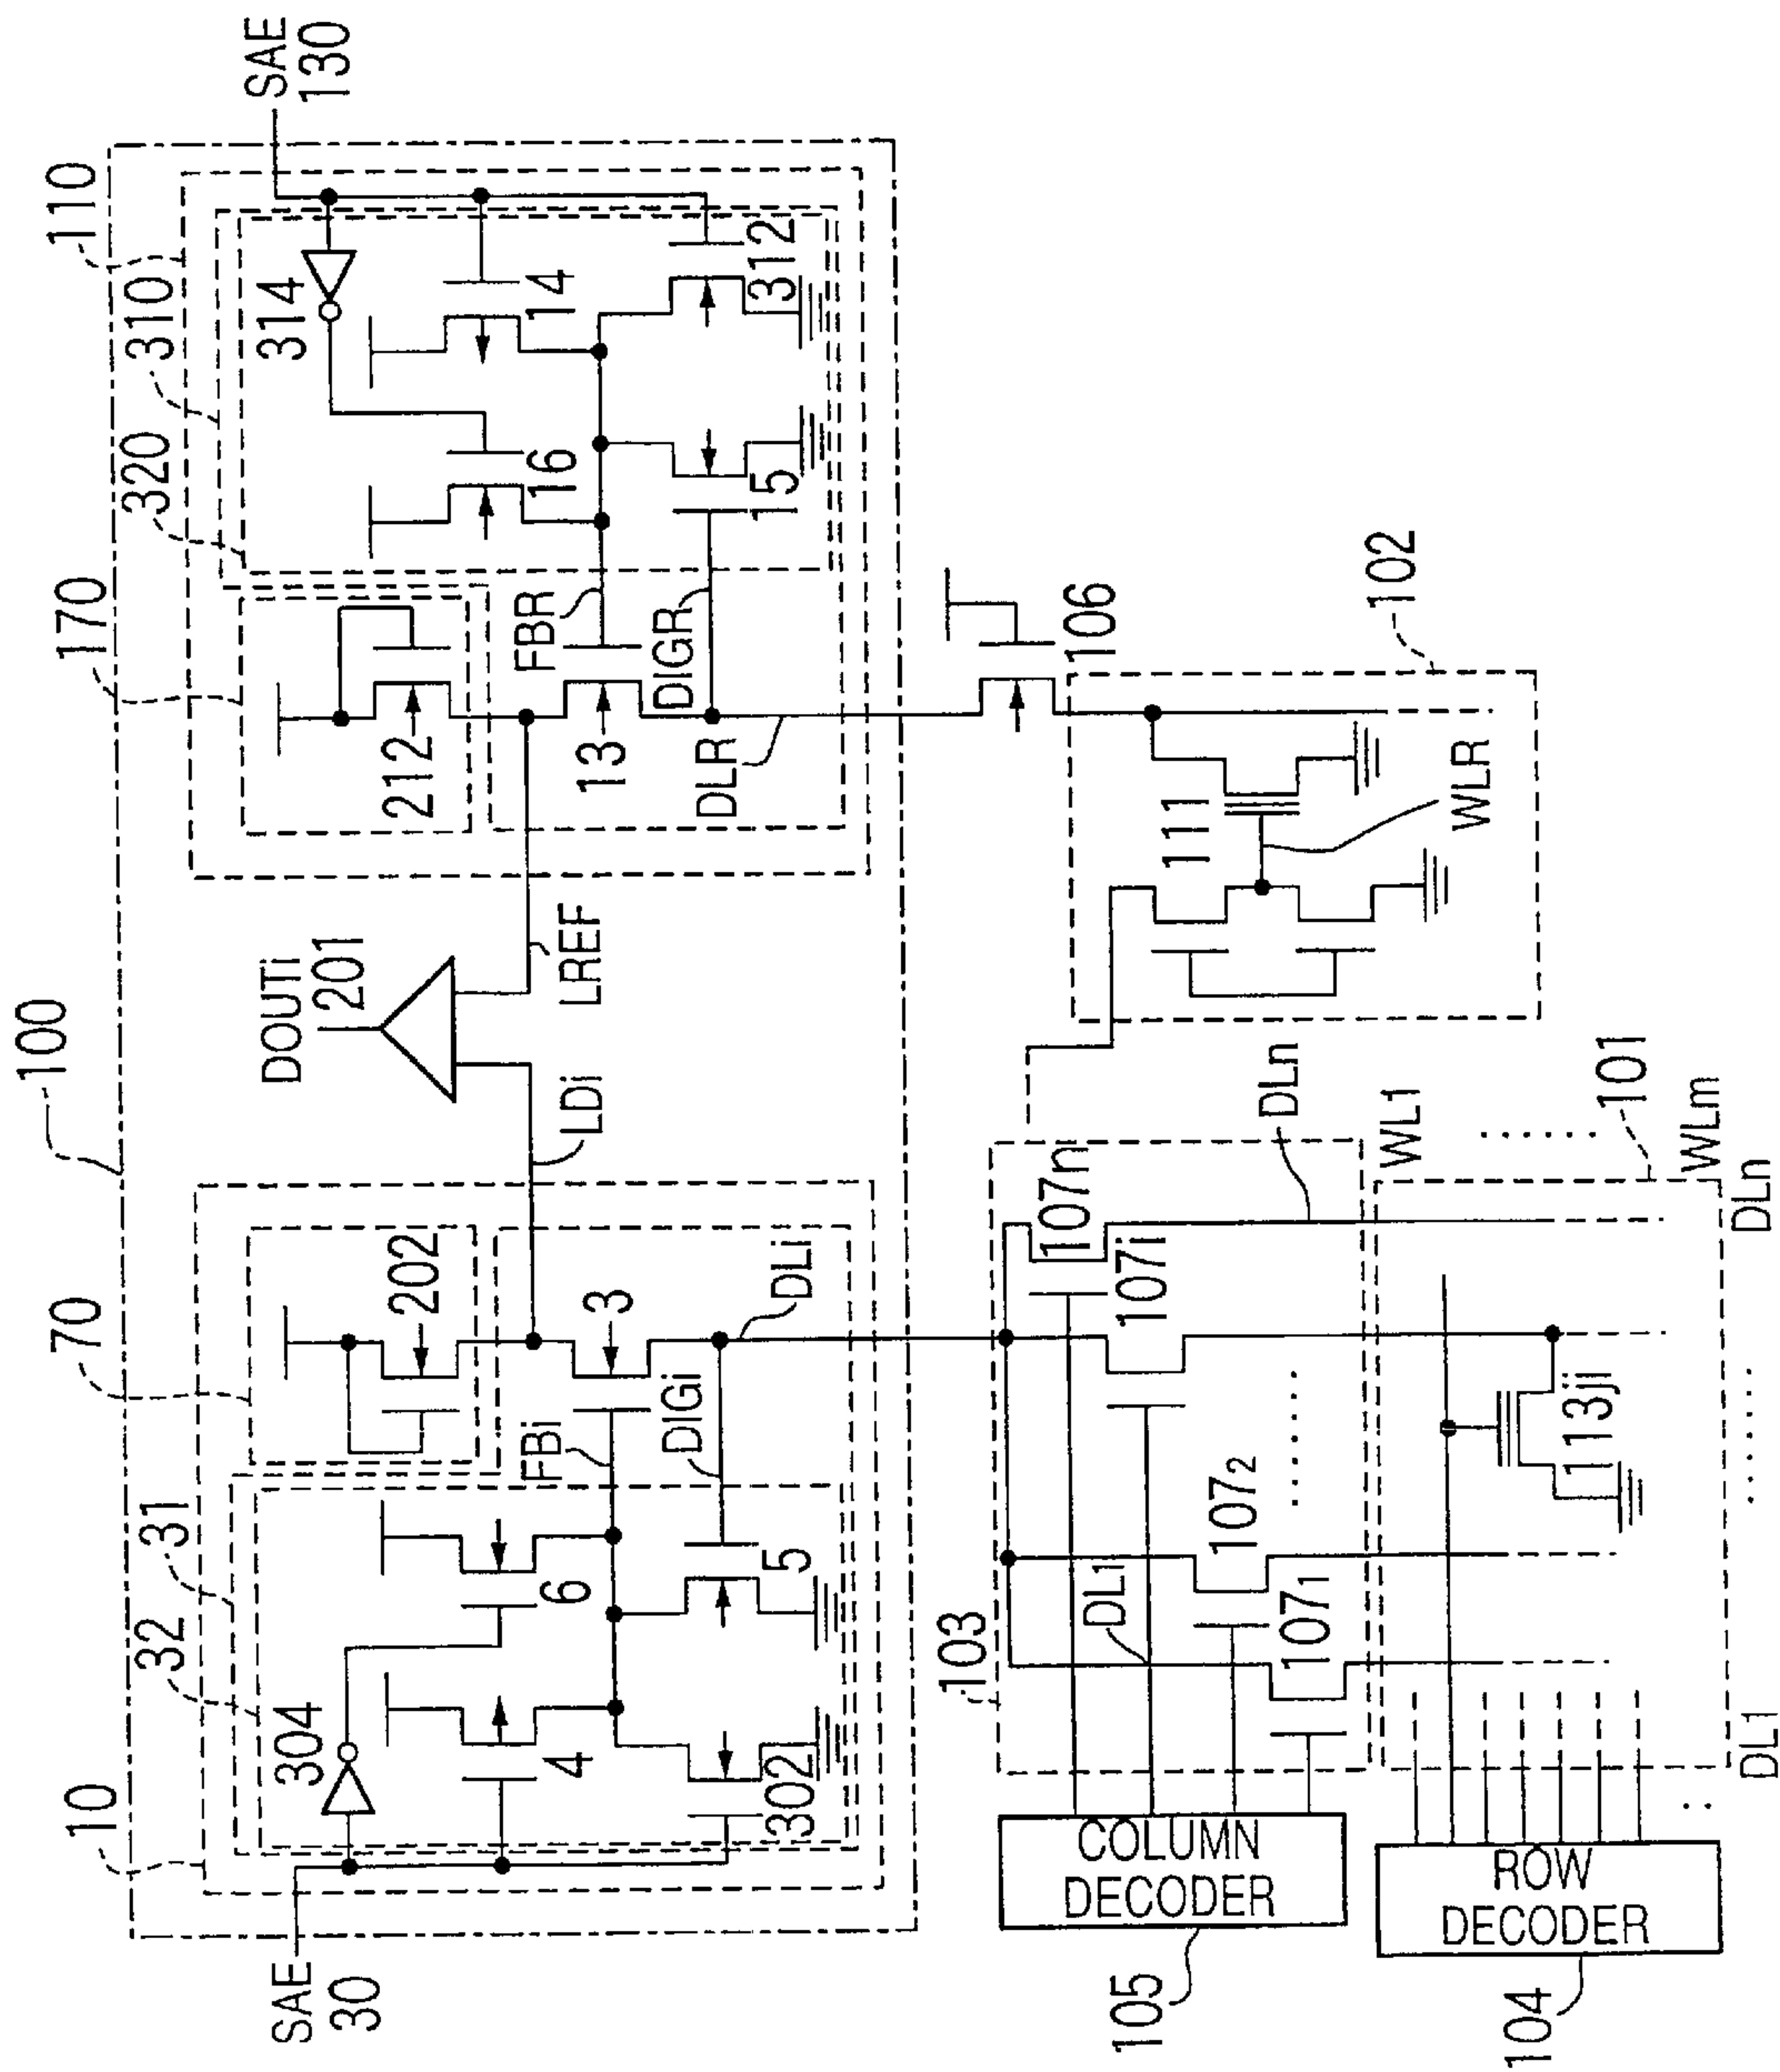 100
10
32
31
70
170
320
310
110
SAE
30
304
4
6
302
5
FBi
DIGi
202
3
DLi
LDi
DOUTi
201
LREF
212
13
FBR
DIGR
DLR
314
16
14
15
312
SAE
130
103
COLUMN
DECODER
105
DL1
107₁
107₂
107i
107n
DLn
106
102
111
WLR
ROW
DECODER
104
113ji
WL1
......
WLm
101
DL1
......
DLn